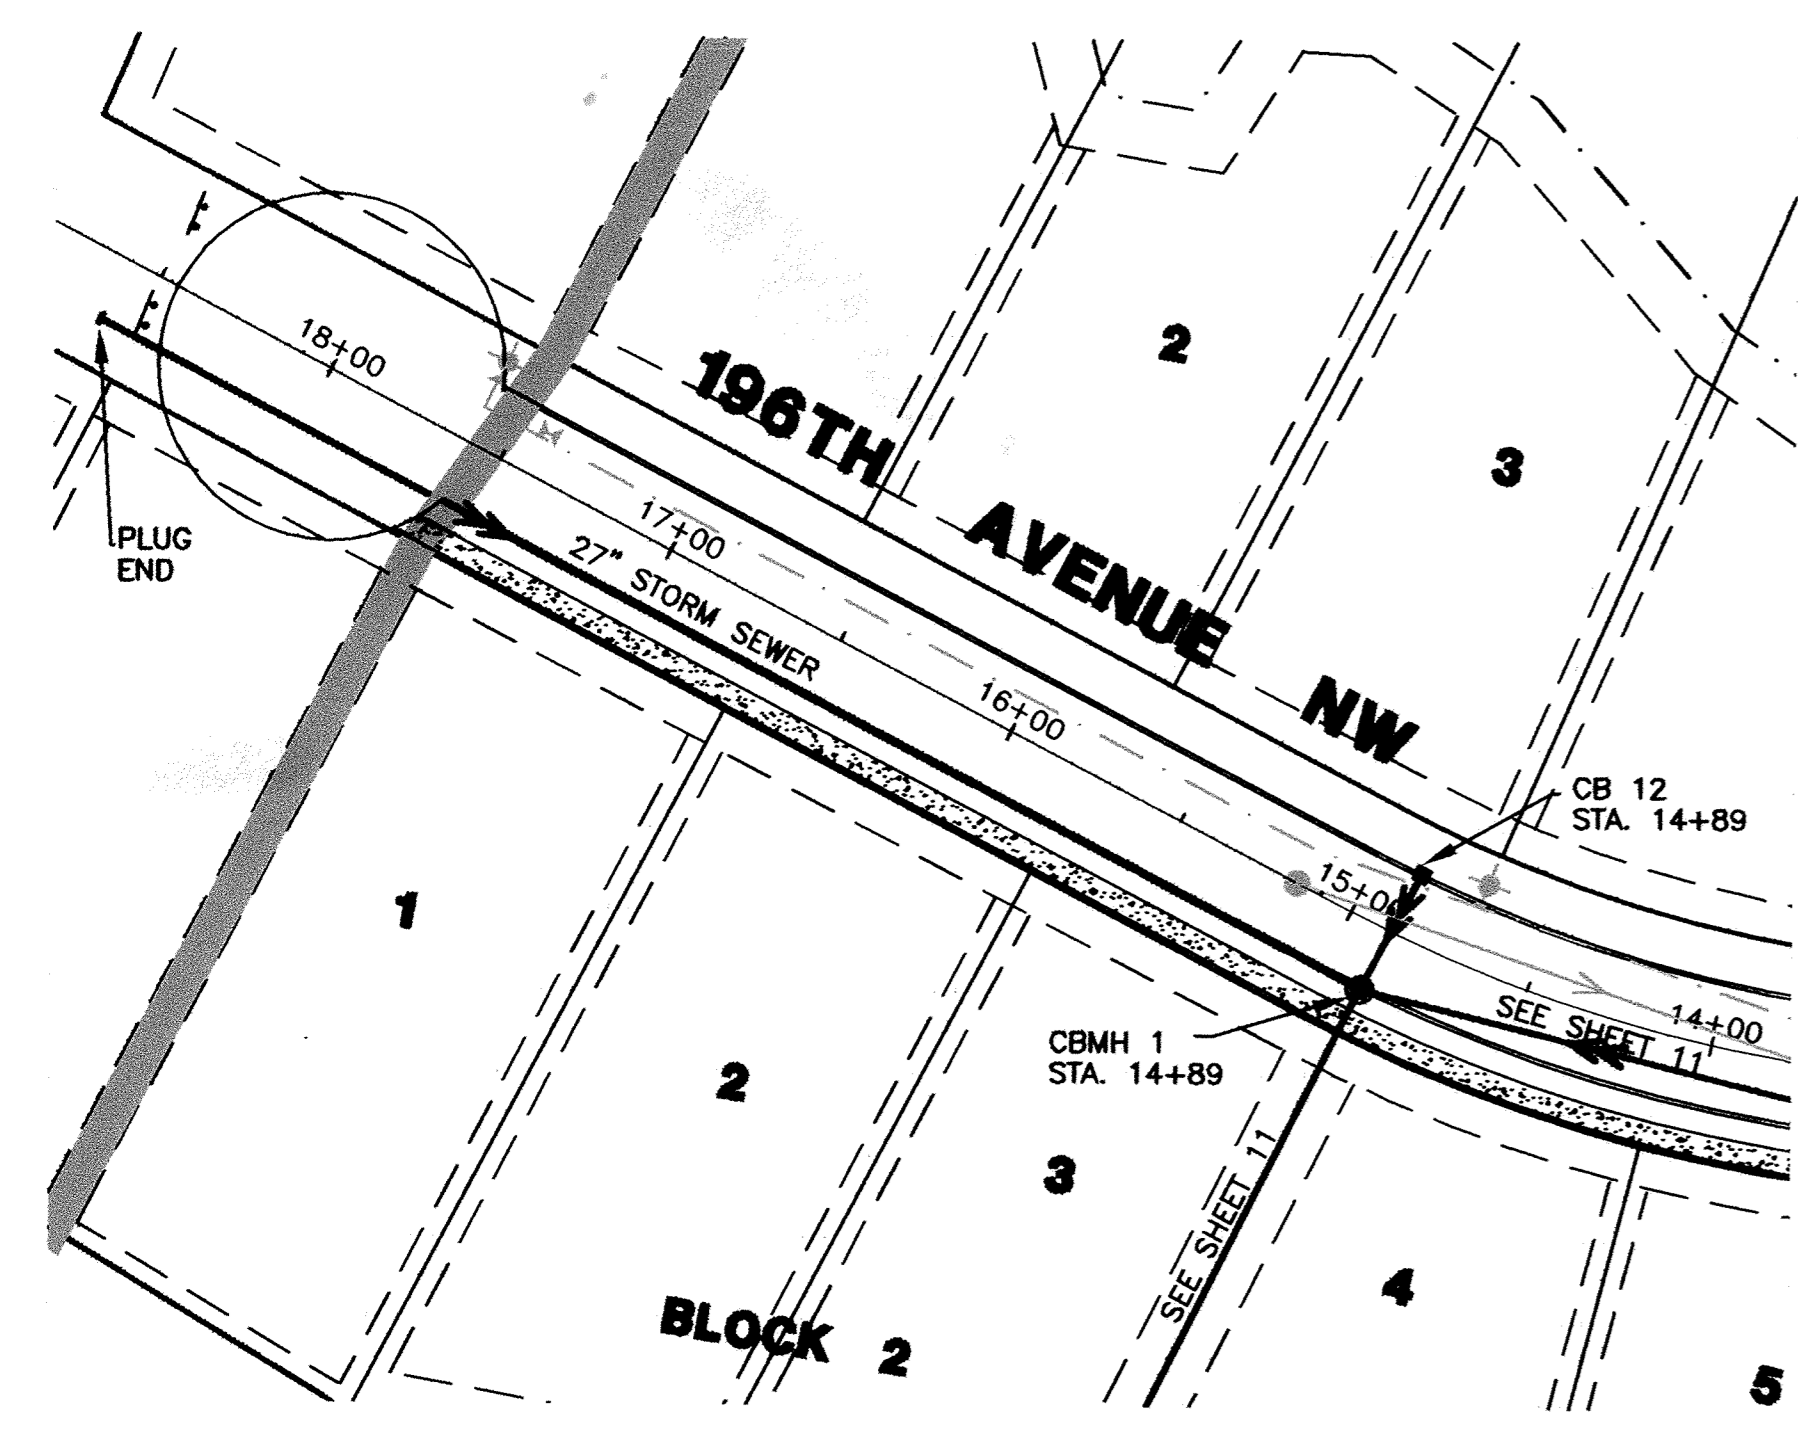 2
3
18+00
196TH AVENUE NW
PLUG
END
17+00
27" STORM SEWER
16+00
CB 12
STA. 14+89
15+00
14+00
SEE SHEET 11
CBMH 1
STA. 14+89
1
2
3
SEE SHEET 11
4
BLOCK 2
5